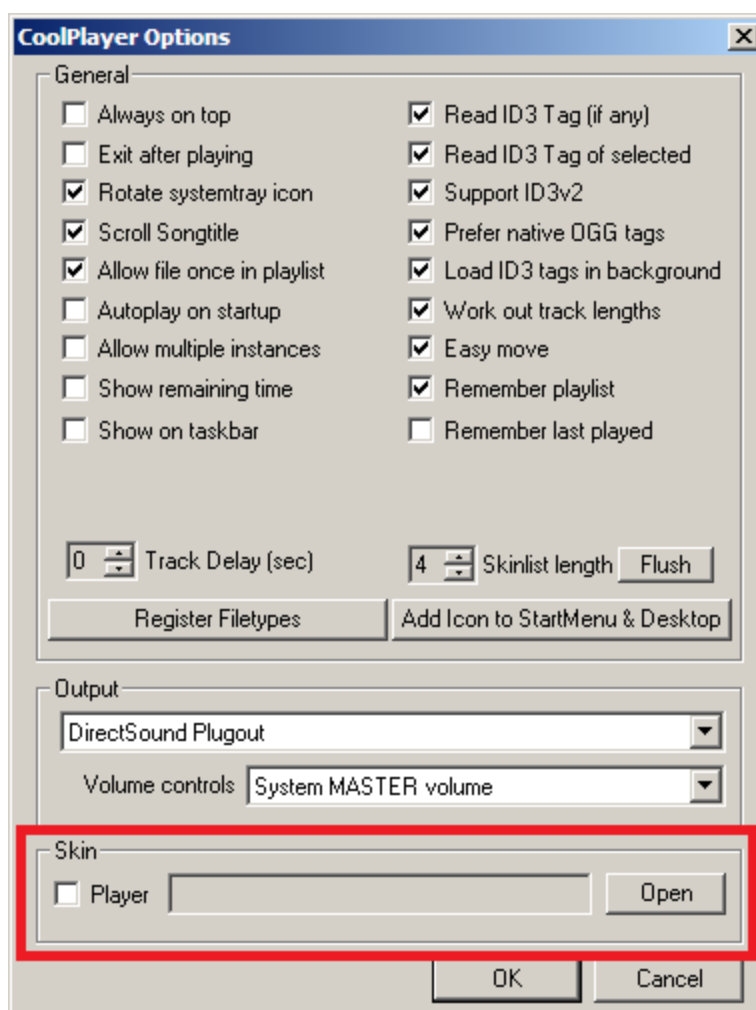 CoolPlayer Options
General
Always on top
Read ID3 Tag (if any)
Exit after playing
Read ID3 Tag of selected
Rotate systemtray icon
Support ID3v2
Scroll Songtitle
Prefer native OGG tags
Allow file once in playlist
Load ID3 tags in background
Autoplay on startup
Work out track lengths
Allow multiple instances
Easy move
Show remaining time
Remember playlist
Show on taskbar
Remember last played
0 Track Delay (sec)
4 Skinlist length Flush
Register Filetypes
Add Icon to StartMenu & Desktop
Output
DirectSound Plugout
Volume controls System MASTER volume
Skin
Player Open
OK Cancel